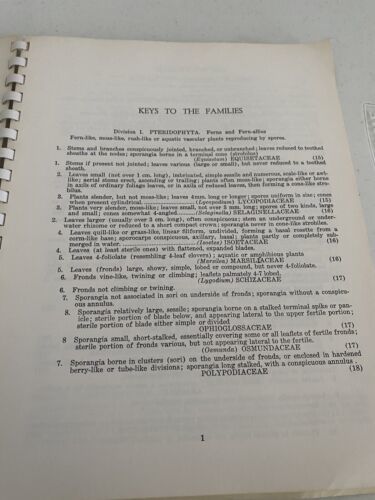 KEYS TO THE FAMILIES
Division I. PTERIDOPHYTA. Ferns and Fern-allies
Fern-like, moss-like, rush-like or aquatic vascular plants reproducing by spores.
1. Stems and branches conspicuously jointed, branched, or unbranched; leaves reduced to toothed
sheaths at the nodes; sporangia borne in a terminal cone (strobilus)
(Equisetum) EQUISETACEAE (15)
1. Stems if present not jointed; leaves various (large or small), but never reduced to a toothed
sheath.
2. Leaves small (not over 1 cm. long), imbricated, simple sessile and numerous, scale-like or awl-
like; aerial stems erect, ascending or trailing; plants often moss-like; sporangia either borne
in axils of ordinary foliage leaves, or in axils of reduced leaves, then forming a cone-like stro-
bilus.
3. Plants slender, but not moss-like; leaves 4mm. long or longer; spores uniform in size; cones
when present cylindrical (Lycopodium) LYCOPODIACEAE (15)
3. Plants very slender, moss-like; leaves small, not over 3 mm. long; spores of two kinds, large
and small; cones somewhat 4-angled (Selaginella) SELAGINELLACEAE (16)
2. Leaves larger (usually over 3 cm. long), often conspicuous; stem an underground or under-
water rhizome or reduced to a short compact crown; sporangia never in cone-like strobilus.
4. Leaves quill-like or grass-like, linear filiform, undivided, forming a basal rosette from a
corm-like base; sporocarps conspicuous, axillary, basal; plants partly or completely sub-
merged in water. (Isoetes) ISOETACEAE (16)
4. Leaves (at least sterile ones) with flattened, expanded blades.
5. Leaves 4-foliolate (resembling 4-leaf clovers); aquatic or amphibious plants
(Marsilea) MARSILEACEAE (16)
5. Leaves (fronds) large, showy, simple, lobed or compound, but never 4-foliolate.
6. Fronds vine-like, twining or climbing; leaflets palmately 4-7 lobed,
(Lygodium) SCHIZACEAE (17)
6. Fronds not climbing or twining.
7. Sporangia not associated in sori on underside of fronds; sporangia without a conspicu-
ous annulus.
8. Sporangia relatively large, sessile; sporangia borne on a stalked terminal spike or pan-
icle; sterile portion of blade below, and appearing lateral to the upper fertile portion;
sterile portion of blade either simple or divided
OPHIOGLOSSACEAE (17)
8 Sporangia small, short-stalked, essentially covering some or all leaflets of fertile fronds;
sterile portion of fronds various, but not appearing lateral to the fertile.
(Osmunda) OSMUNDACEAE (17)
7. Sporangia borne in clusters (sori) on the underside of fronds, or enclosed in hardened
berry-like or tube-like divisions; sporangia long stalked, with a conspicuous annulus .
POLYPODIACEAE (18)
1